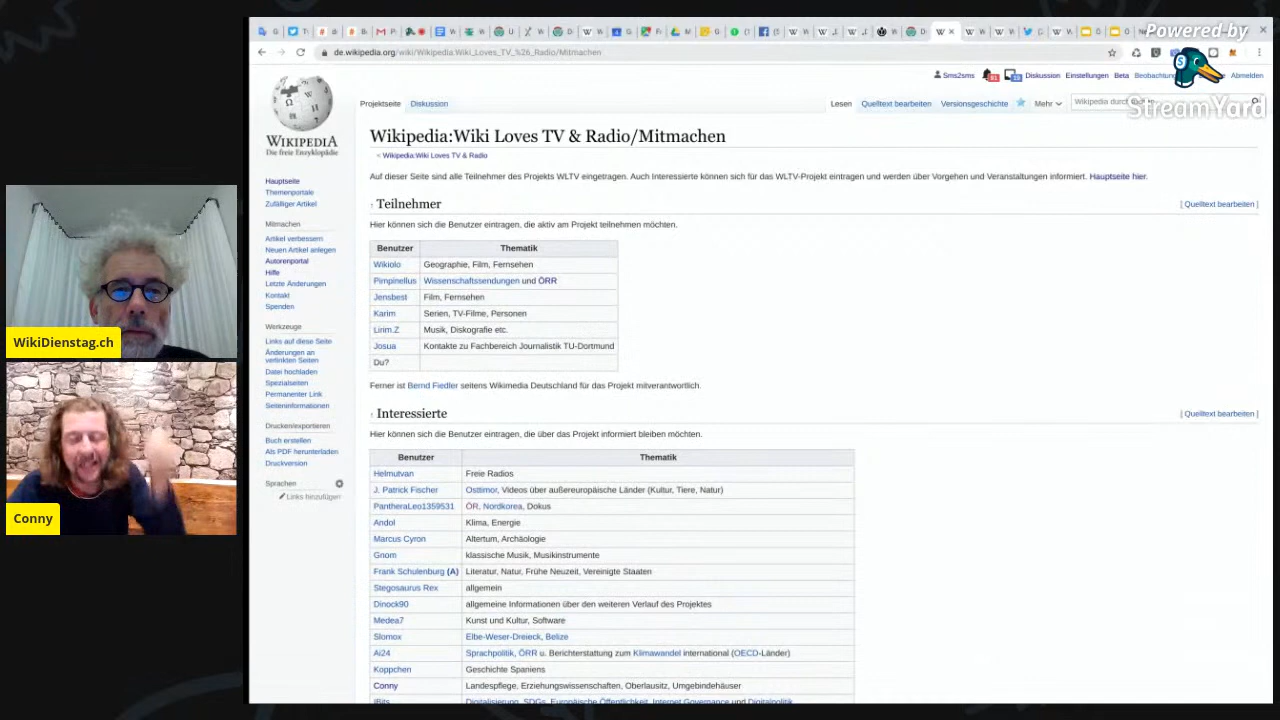 Powered by
StreamYard
de.wikipedia.org/wiki/Wikipedia:Wiki_Loves_TV_%26_Radio/Mitmachen
Sms2sms
Diskussion Einstellungen Beta Abmelden
Projektseite Diskussion
Lesen Quelltext bearbeiten Versionsgeschichte Mehr
WIKIPEDIA
Die freie Enzyklopädie
Hauptseite
Themenportale
Zufälliger Artikel
Mitmachen
Artikel verbessern
Neuen Artikel anlegen
Autorenportal
Hilfe
Letzte Änderungen
Kontakt
Spenden
Werkzeuge
Links auf diese Seite
Änderungen an
verlinkten Seiten
Datei hochladen
Spezialseiten
Permanenter Link
Seiteninformationen
Drucken/exportieren
Buch erstellen
Als PDF herunterladen
Druckversion
Sprachen
Links hinzufügen
Wikipedia:Wiki Loves TV & Radio/Mitmachen
< Wikipedia:Wiki Loves TV & Radio
Auf dieser Seite sind alle Teilnehmer des Projekts WLTV eingetragen. Auch Interessierte können sich für das WLTV-Projekt eintragen und werden über Vorgehen und Veranstaltungen informiert. Hauptseite hier.
↑ Teilnehmer [ Quelltext bearbeiten ]
Hier können sich die Benutzer eintragen, die aktiv am Projekt teilnehmen möchten.
Benutzer Thematik
Wikiolo Geographie, Film, Fernsehen
Pimpinellus Wissenschaftssendungen und ÖRR
Jensbest Film, Fernsehen
Karim Serien, TV-Filme, Personen
Lirim.Z Musik, Diskografie etc.
Josua Kontakte zu Fachbereich Journalistik TU-Dortmund
Du?
Ferner ist Bernd Fiedler seitens Wikimedia Deutschland für das Projekt mitverantwortlich.
↑ Interessierte [ Quelltext bearbeiten ]
Hier können sich die Benutzer eintragen, die über das Projekt informiert bleiben möchten.
Benutzer Thematik
Helmutvan Freie Radios
J. Patrick Fischer Osttimor, Videos über außereuropäische Länder (Kultur, Tiere, Natur)
PantheraLeo1359531 ÖR, Nordkorea, Dokus
Andol Klima, Energie
Marcus Cyron Altertum, Archäologie
Gnom klassische Musik, Musikinstrumente
Frank Schulenburg (A) Literatur, Natur, Frühe Neuzeit, Vereinigte Staaten
Stegosaurus Rex allgemein
Dinock90 allgemeine Informationen über den weiteren Verlauf des Projektes
Medea7 Kunst und Kultur, Software
Slomox Elbe-Weser-Dreieck, Belize
Ai24 Sprachpolitik, ÖRR u. Berichterstattung zum Klimawandel international (OECD-Länder)
Koppchen Geschichte Spaniens
Conny Landespflege, Erziehungswissenschaften, Oberlausitz, Umgebindehäuser
Digitalisierung, SDGs, Europäische Öffentlichkeit, Internet Governance und Digitalpolitik
WikiDienstag.ch
Conny